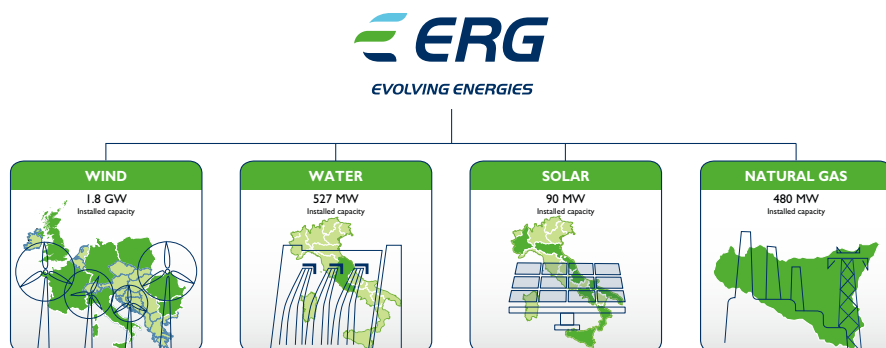 ERG
EVOLVING ENERGIES
WIND
1.8 GW
Installed capacity
WATER
527 MW
Installed capacity
SOLAR
90 MW
Installed capacity
NATURAL GAS
480 MW
Installed capacity